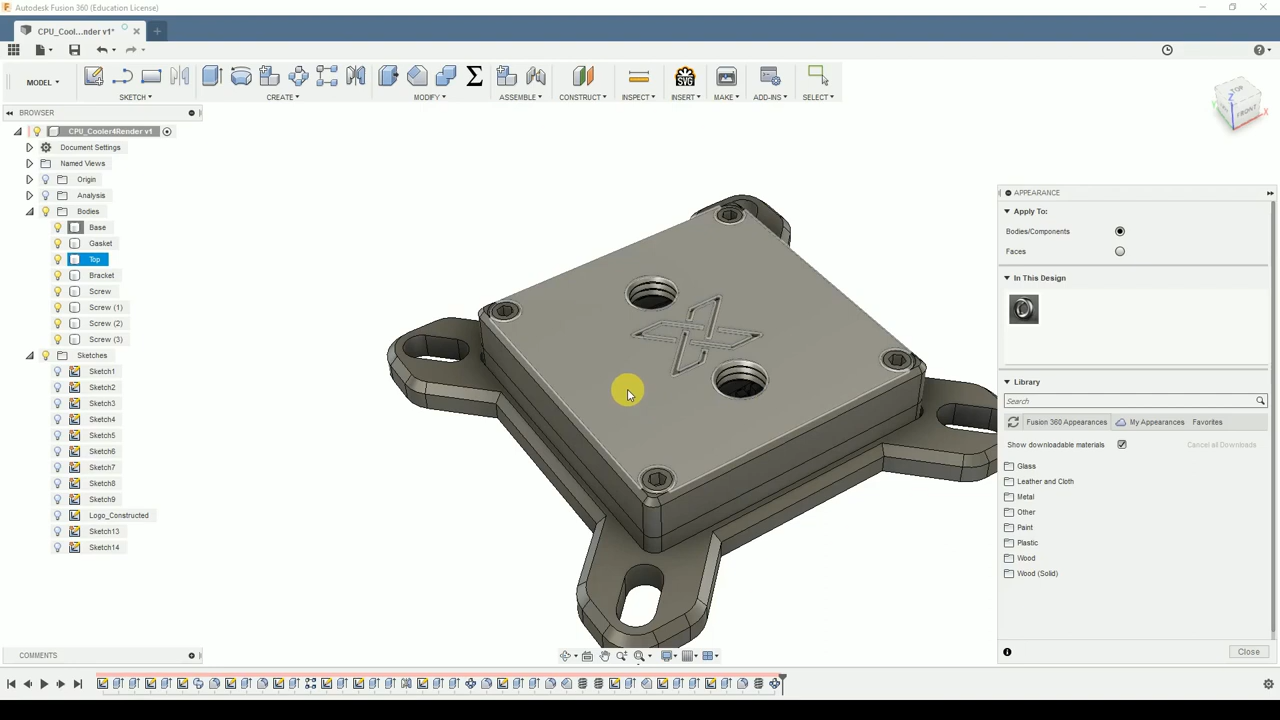 Autodesk Fusion 360 (Education License)
CPU_Cool...nder v1*
MODEL
SKETCH
CREATE
MODIFY
ASSEMBLE
CONSTRUCT
INSPECT
INSERT
MAKE
ADD-INS
SELECT
SVG
BROWSER
CPU_Cooler4Render v1
Document Settings
Named Views
Origin
Analysis
Bodies
Base
Gasket
Top
Bracket
Screw
Screw (1)
Screw (2)
Screw (3)
Sketches
Sketch1
Sketch2
Sketch3
Sketch4
Sketch5
Sketch6
Sketch7
Sketch8
Sketch9
Logo_Constructed
Sketch13
Sketch14
COMMENTS
TOP
FRONT
Z
X
Y
APPEARANCE
Apply To:
Bodies/Components
Faces
In This Design
Library
Search
Fusion 360 Appearances My Appearances Favorites
Show downloadable materials Cancel all Downloads
Glass
Leather and Cloth
Metal
Other
Paint
Plastic
Wood
Wood (Solid)
Close